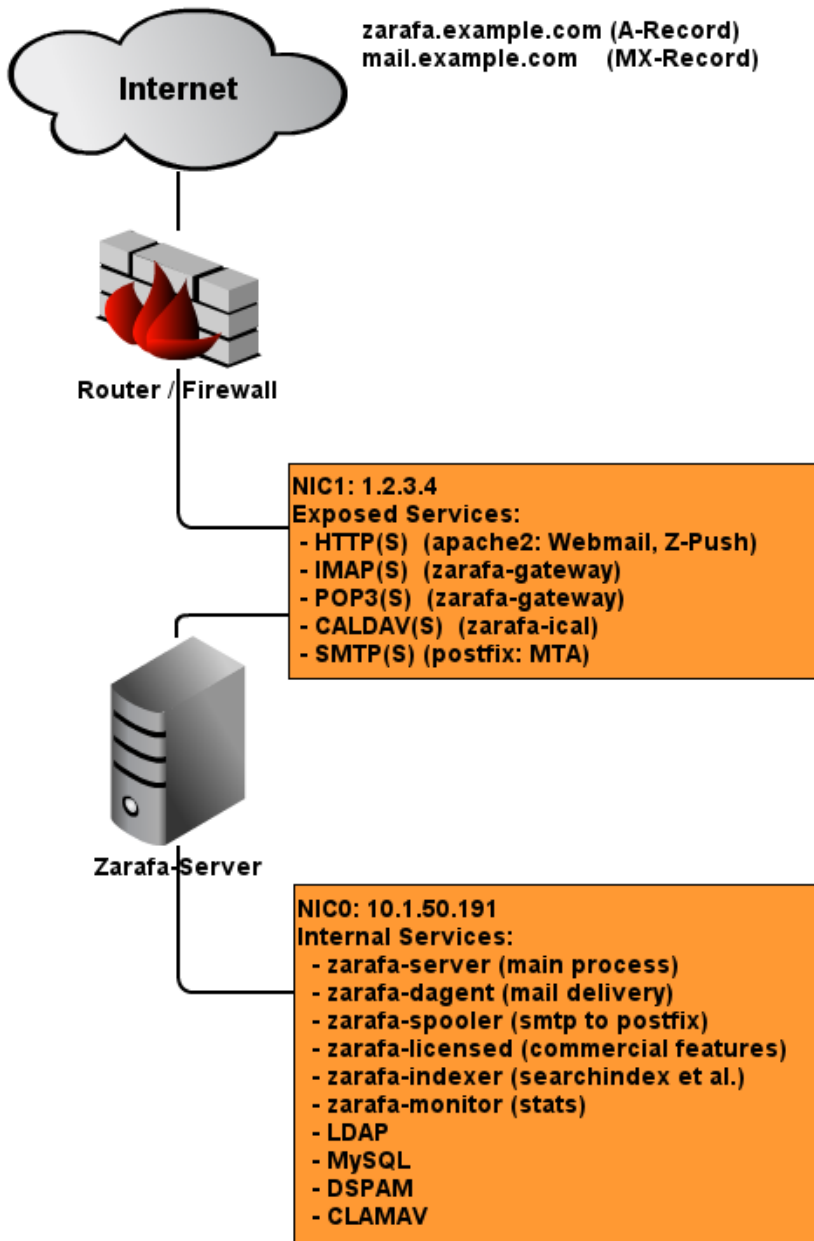 zarafa.example.com (A-Record)
mail.example.com (MX-Record)
Internet
Router / Firewall
NIC1: 1.2.3.4
Exposed Services:
- HTTP(S) (apache2: Webmail, Z-Push)
- IMAP(S) (zarafa-gateway)
- POP3(S) (zarafa-gateway)
- CALDAV(S) (zarafa-ical)
- SMTP(S) (postfix: MTA)
Zarafa-Server
NIC0: 10.1.50.191
Internal Services:
- zarafa-server (main process)
- zarafa-dagent (mail delivery)
- zarafa-spooler (smtp to postfix)
- zarafa-licensed (commercial features)
- zarafa-indexer (searchindex et al.)
- zarafa-monitor (stats)
- LDAP
- MySQL
- DSPAM
- CLAMAV